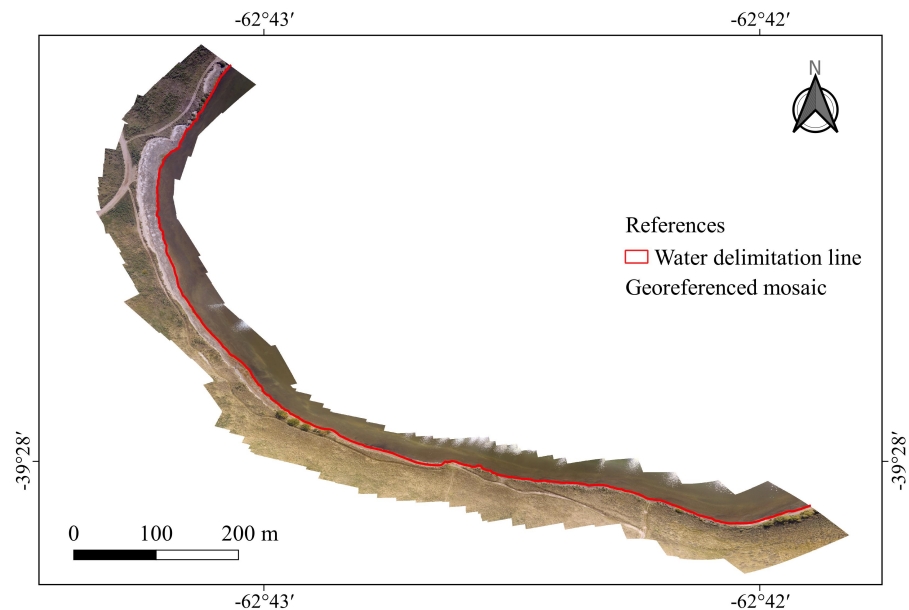 -62°43′ -62°42′
N
References
Water delimitation line
Georeferenced mosaic
-39°28′ -39°28′
0 100 200 m
-62°43′ -62°42′